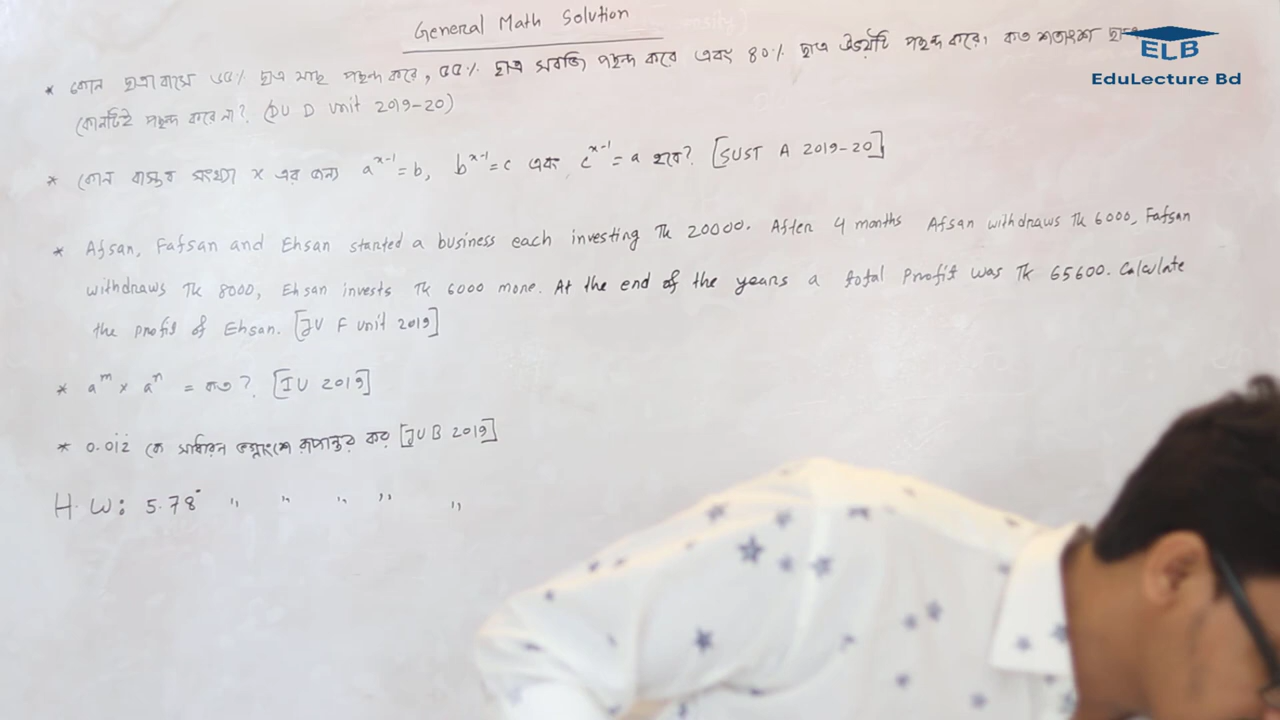 General Math Solution
* কোন ছাত্রাবাসে ৬৫% ছাত্র মাছ পছন্দ করে, ৫৫% ছাত্র সবজি পছন্দ করে এবং ৪০% ছাত্র উভয়টি পছন্দ করে। কত শতাংশ
কোনটিই পছন্দ করে না? (DU D Unit 2019-20)
* কোন বাস্তব সংখ্যা x এর জন্য a^{x-1} = b, b^{x-1} = c এবং c^{x-1} = a হবে? [SUST A 2019-20]
* Afsan, Fafsan and Ehsan started a business each investing Tk 20000. After 4 months Afsan withdraws Tk 6000, Fafsan
withdraws Tk 8000, Ehsan invests Tk 6000 more. At the end of the years a total Profit was Tk 65600. Calculate
the profit of Ehsan. [JU F Unit 2019]
* a^m × a^n = কত? [IU 2019]
* 0.01̇2̇ কে সাধারন ভগ্নাংশে রূপান্তর কর [JU B 2019]
H.W: 5.78̇ " " " " "
ELB
EduLecture Bd